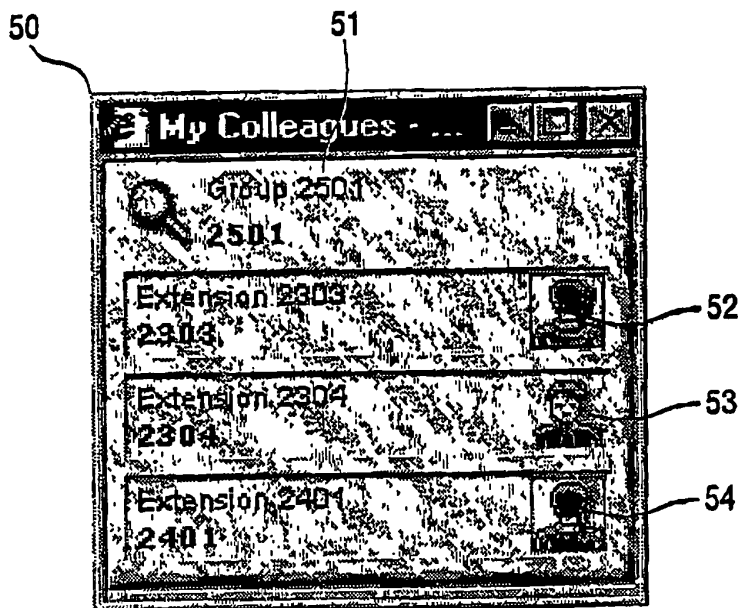 50
51
My Colleagues - ...
Group 2501
2501
Extension 2303
2303
52
Extension 2304
2304
53
Extension 2401
2401
54